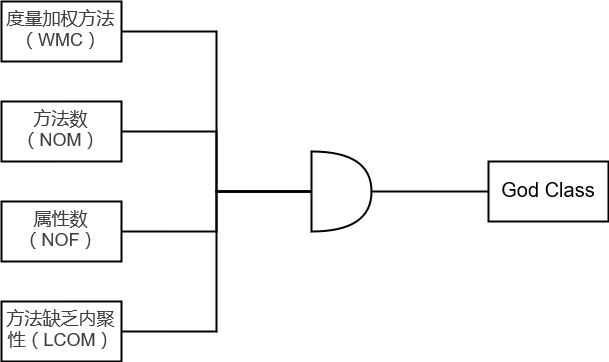 度量加权方法
（WMC）
方法数
（NOM）
属性数
（NOF）
方法缺乏内聚
性（LCOM）
God Class